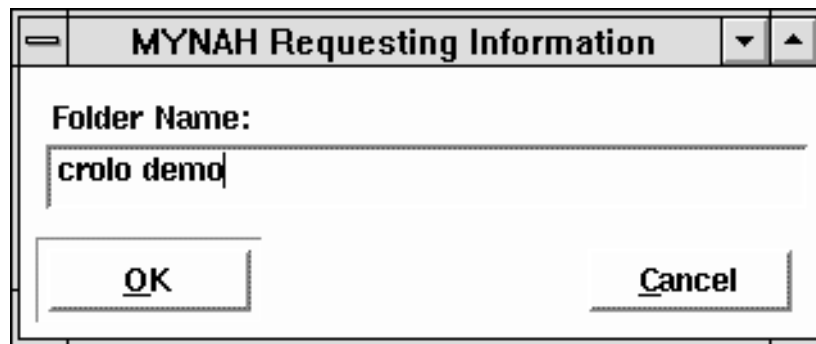 MYNAH Requesting Information
Folder Name:
crolo demo
OK
Cancel